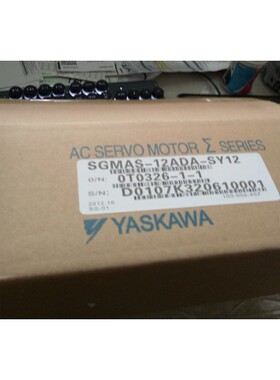 AC SERVO MOTOR Σ SERIES
SGMAS-12ADA-SY12
O/N: 0T0326-1-1
S/N: D0107K320610001
YASKAWA